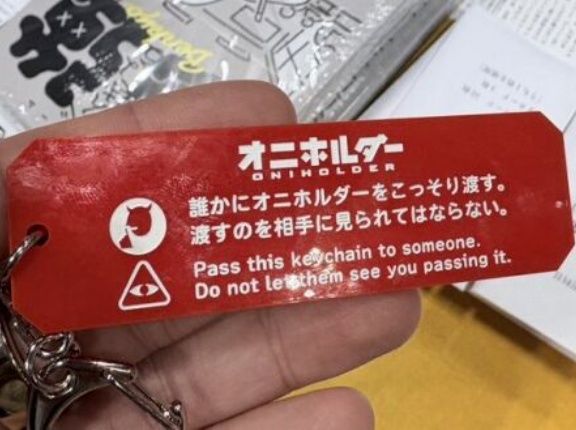 オニホルダー
ONIHOLDER
誰かにオニホルダーをこっそり渡す。
渡すのを相手に見られてはならない。
Pass this keychain to someone.
Do not let them see you passing it.